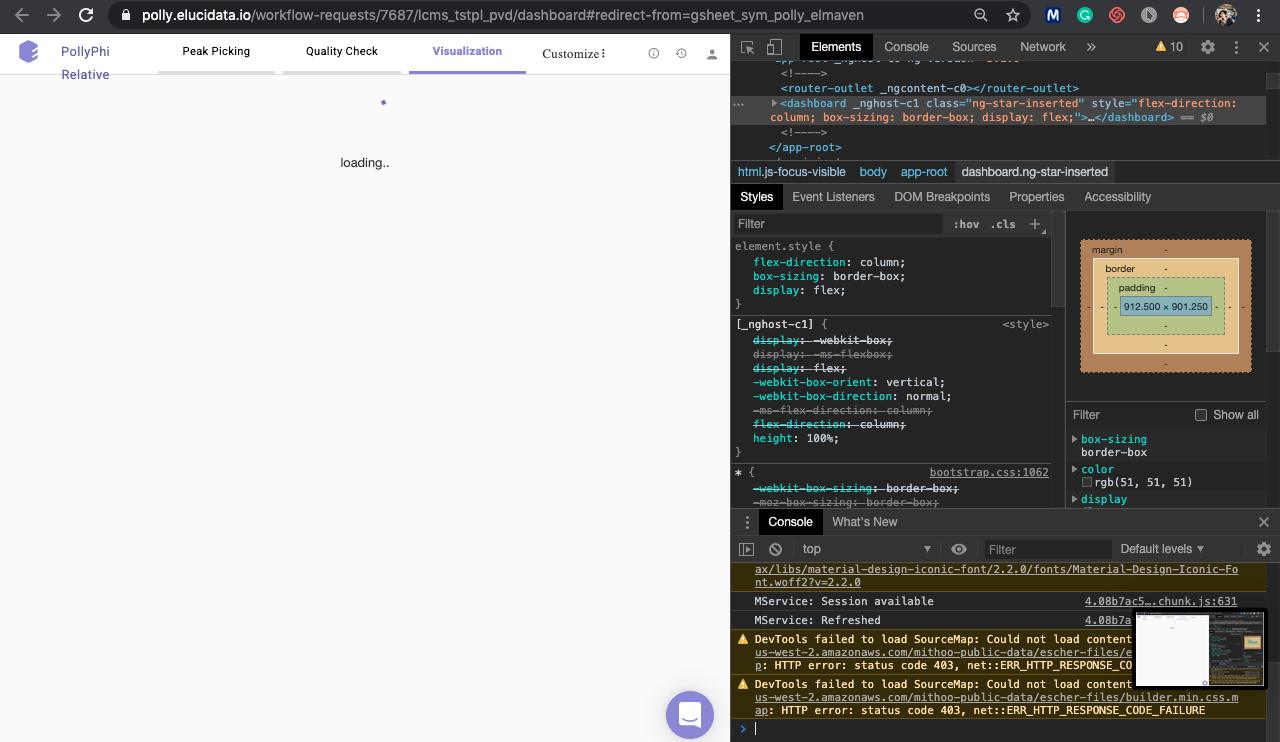 polly.elucidata.io/workflow-requests/7687/lcms_tstpl_pvd/dashboard#redirect-from=gsheet_sym_polly_elmaven
PollyPhi Relative
Peak Picking
Quality Check
Visualization
Customize
loading..
Elements Console Sources Network » 10
<!---->
<router-outlet _ngcontent-c0></router-outlet>
<dashboard _nghost-c1 class="ng-star-inserted" style="flex-direction:
column; box-sizing: border-box; display: flex;">…</dashboard> == $0
<!---->
</app-root>
html.js-focus-visible body app-root dashboard.ng-star-inserted
Styles Event Listeners DOM Breakpoints Properties Accessibility
Filter :hov .cls +
element.style {
flex-direction: column;
box-sizing: border-box;
display: flex;
}
[_nghost-c1] { <style>
display: -webkit-box;
display: -ms-flexbox;
display: flex;
-webkit-box-orient: vertical;
-webkit-box-direction: normal;
-ms-flex-direction: column;
flex-direction: column;
height: 100%;
}
* { bootstrap.css:1062
-webkit-box-sizing: border-box;
-moz-box-sizing: border-box;
margin -
border -
padding -
912.500 × 901.250
Filter Show all
box-sizing
border-box
color
rgb(51, 51, 51)
display
Console What's New
top Filter Default levels
ax/libs/material-design-iconic-font/2.2.0/fonts/Material-Design-Iconic-Fo
nt.woff2?v=2.2.0
MService: Session available 4.08b7ac5….chunk.js:631
MService: Refreshed 4.08b7a
DevTools failed to load SourceMap: Could not load content
us-west-2.amazonaws.com/mithoo-public-data/escher-files/e
p: HTTP error: status code 403, net::ERR_HTTP_RESPONSE_CO
DevTools failed to load SourceMap: Could not load content
us-west-2.amazonaws.com/mithoo-public-data/escher-files/builder.min.css.m
ap: HTTP error: status code 403, net::ERR_HTTP_RESPONSE_CODE_FAILURE